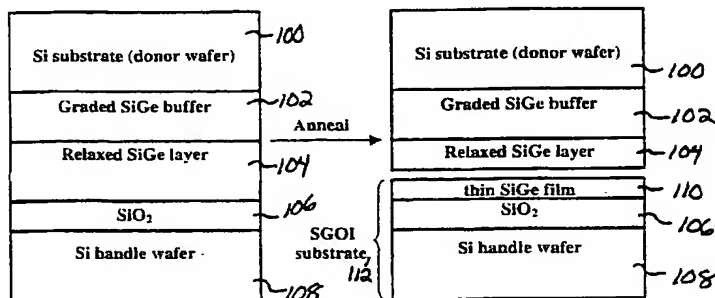 100
Si substrate (donor wafer)
Graded SiGe buffer
102
Relaxed SiGe layer
104
SiO2
106
Si handle wafer
108
Anneal
Si substrate (donor wafer)
100
Graded SiGe buffer
102
Relaxed SiGe layer
104
thin SiGe film
110
SiO2
106
SGOI
substrate,
112
Si handle wafer
108